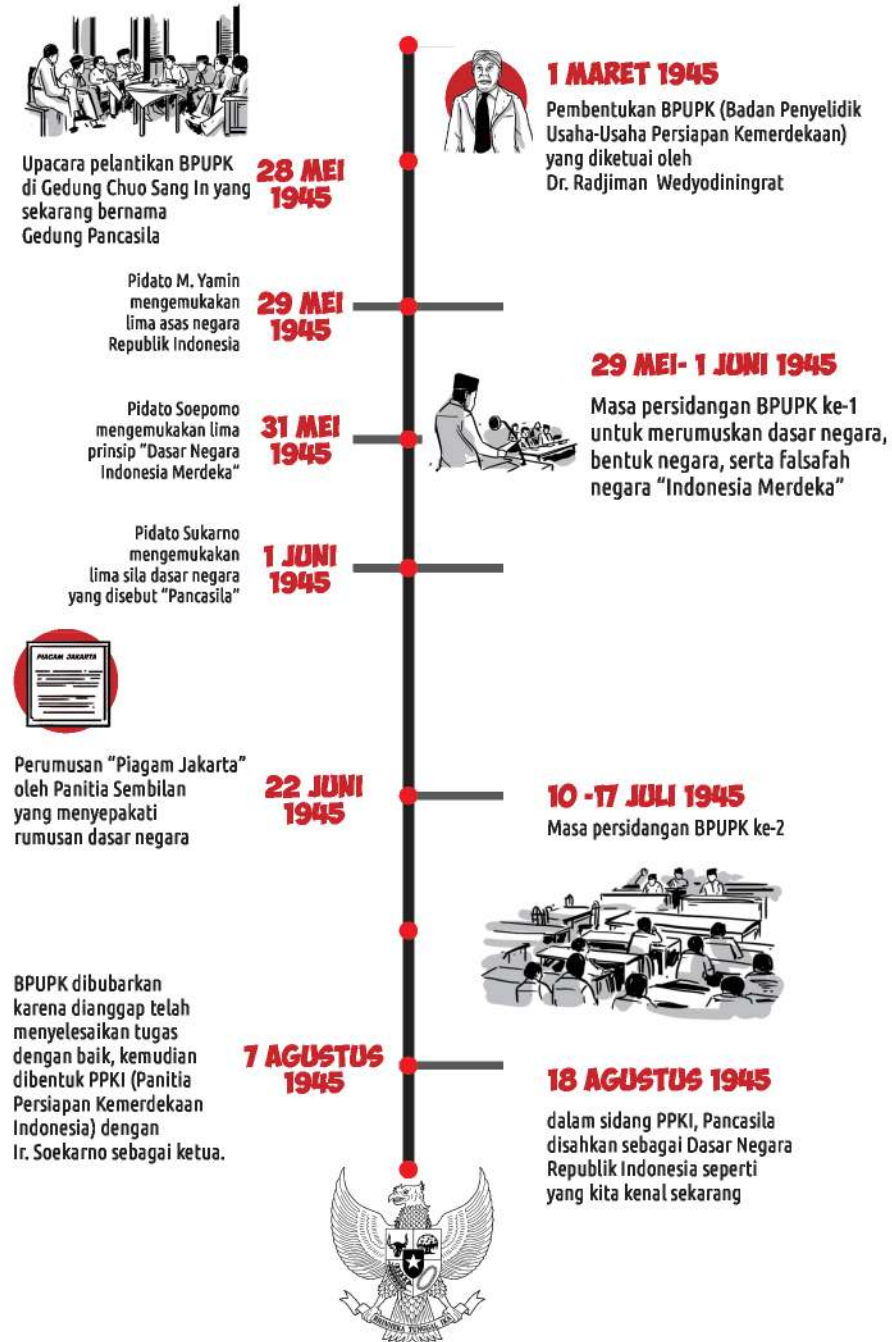 1 MARET 1945
Pembentukan BPUPK (Badan Penyelidik
Usaha-Usaha Persiapan Kemerdekaan)
yang diketuai oleh
Dr. Radjiman Wedyodiningrat
Upacara pelantikan BPUPK
di Gedung Chuo Sang In yang
sekarang bernama
Gedung Pancasila
28 MEI
1945
Pidato M. Yamin
mengemukakan
lima asas negara
Republik Indonesia
29 MEI
1945
29 MEI- 1 JUNI 1945
Masa persidangan BPUPK ke-1
untuk merumuskan dasar negara,
bentuk negara, serta falsafah
negara “Indonesia Merdeka”
Pidato Soepomo
mengemukakan lima
prinsip “Dasar Negara
Indonesia Merdeka“
31 MEI
1945
Pidato Sukarno
mengemukakan
lima sila dasar negara
yang disebut “Pancasila”
1 JUNI
1945
PIAGAM JAKARTA
Perumusan “Piagam Jakarta”
oleh Panitia Sembilan
yang menyepakati
rumusan dasar negara
22 JUNI
1945
10 -17 JULI 1945
Masa persidangan BPUPK ke-2
BPUPK dibubarkan
karena dianggap telah
menyelesaikan tugas
dengan baik, kemudian
dibentuk PPKI (Panitia
Persiapan Kemerdekaan
Indonesia) dengan
Ir. Soekarno sebagai ketua.
7 AGUSTUS
1945
18 AGUSTUS 1945
dalam sidang PPKI, Pancasila
disahkan sebagai Dasar Negara
Republik Indonesia seperti
yang kita kenal sekarang
BHINNEKA TUNGGAL IKA